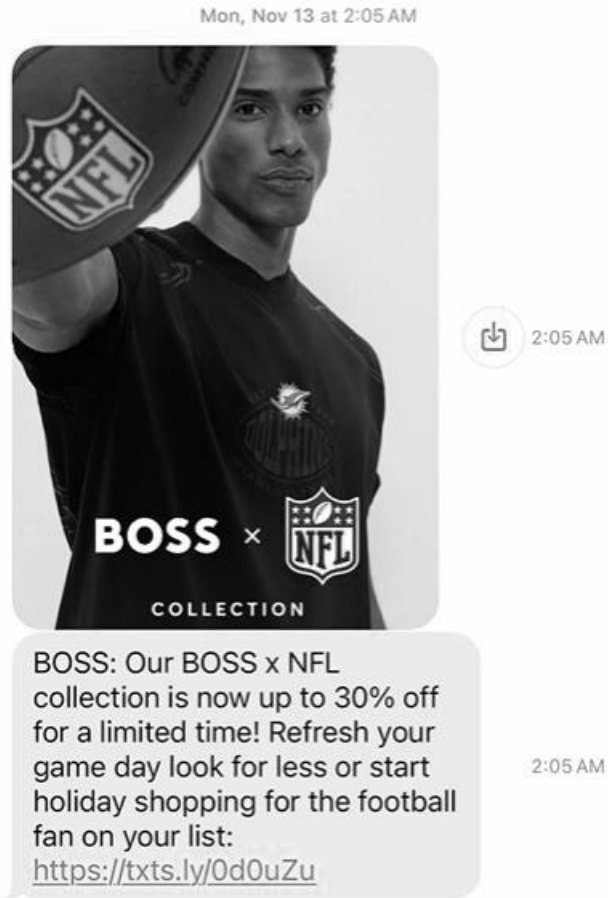 Mon, Nov 13 at 2:05 AM
NFL
BOSS × NFL
COLLECTION
2:05 AM
BOSS: Our BOSS x NFL
collection is now up to 30% off
for a limited time! Refresh your
game day look for less or start
holiday shopping for the football
fan on your list:
https://txts.ly/0d0uZu
2:05 AM